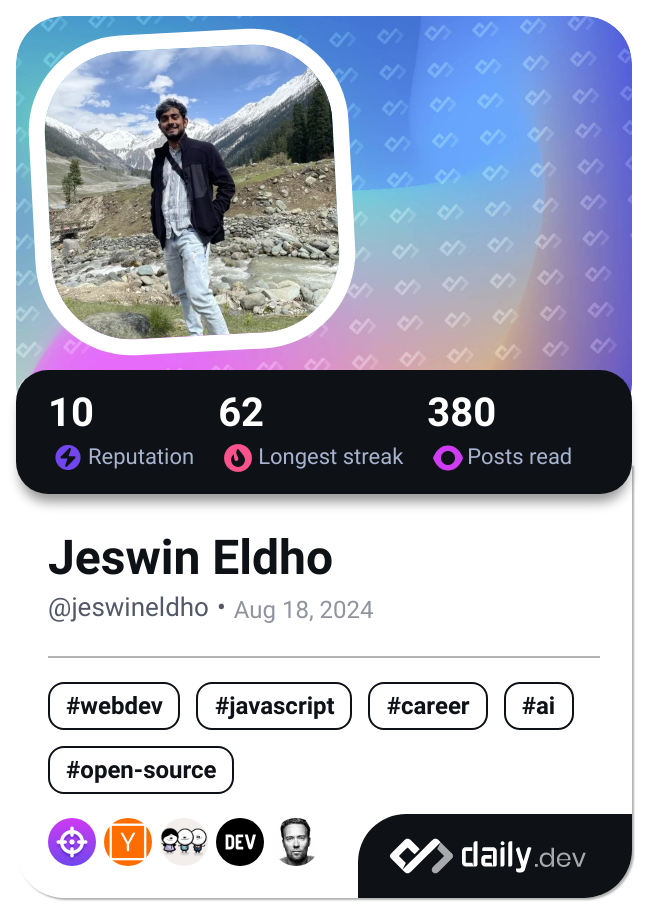 10 62 380
Reputation Longest streak Posts read
Jeswin Eldho
@jeswineldho • Aug 18, 2024
#webdev #javascript #career #ai
#open-source
Y DEV
daily.dev